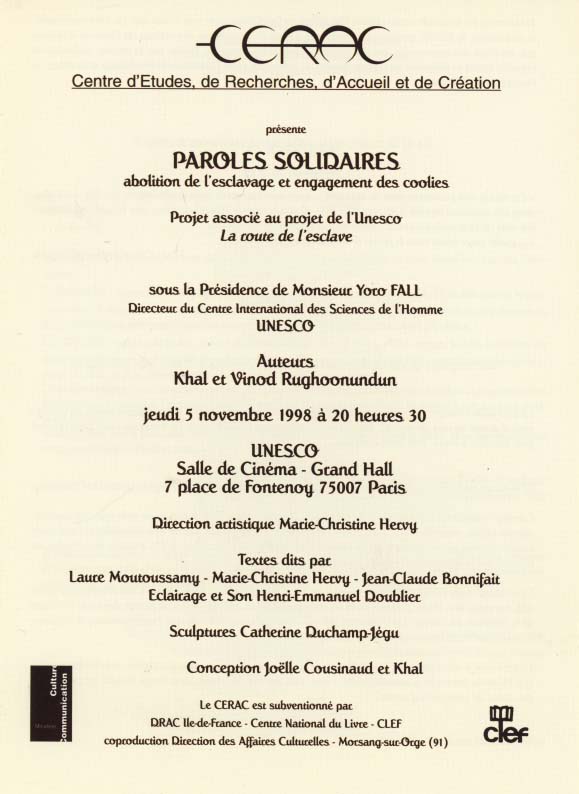 CERAC
Centre d'Etudes, de Recherches, d'Accueil et de Création
présente
PAROLES SOLIDAIRES
abolition de l'esclavage et engagement des coolies
Projet associé au projet de l'Unesco
La route de l'esclave
sous la Présidence de Monsieur Yoro FALL
Directeur du Centre International des Sciences de l'Homme
UNESCO
Auteurs
Khal et Vinod Rughoonundun
jeudi 5 novembre 1998 à 20 heures 30
UNESCO
Salle de Cinéma - Grand Hall
7 place de Fontenoy 75007 Paris
Direction artistique Marie-Christine Hervy
Textes dits par
Laure Moutoussamy - Marie-Christine Hervy - Jean-Claude Bonnifait
Eclairage et Son Henri-Emmanuel Doublier
Sculptures Catherine Duchamp-Jégu
Conception Joëlle Cousinaud et Khal
Le CERAC est subventionné par
DRAC Ile-de-France - Centre National du Livre - CLEF
coproduction Direction des Affaires Culturelles - Morsang-sur-Orge (91)
Culture
Communication
clef